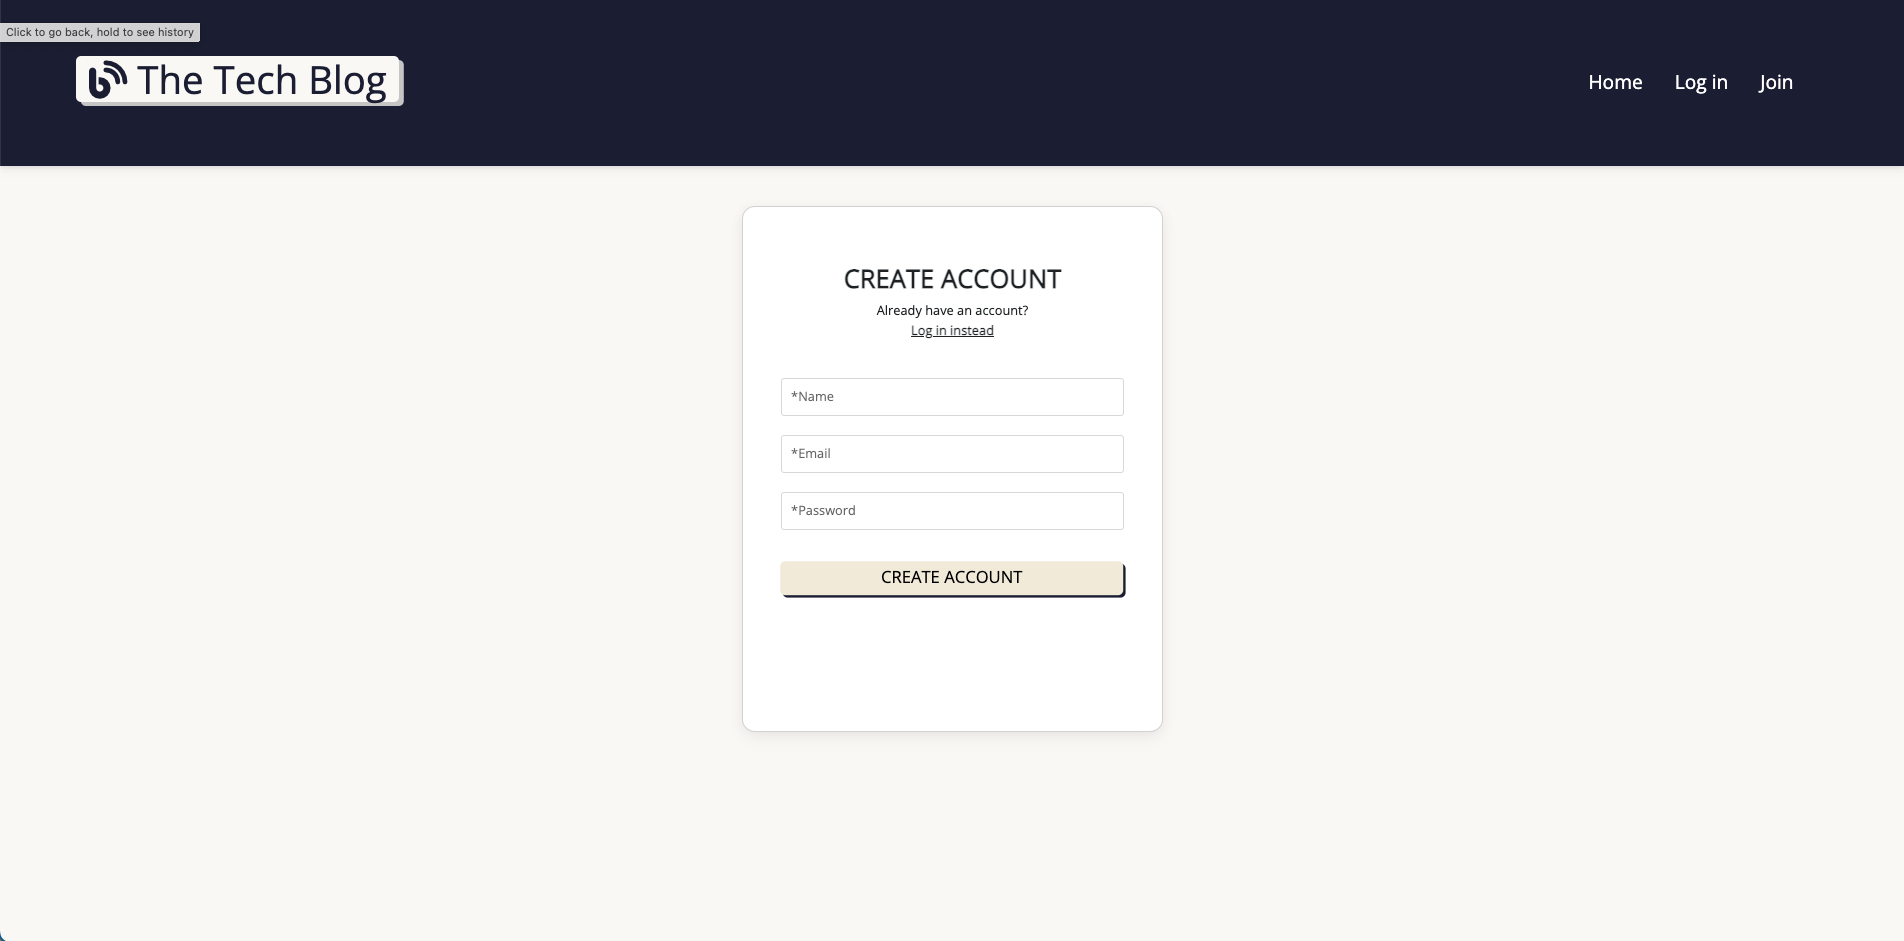 Click to go back, hold to see history
The Tech Blog
Home Log in Join
CREATE ACCOUNT
Already have an account?
Log in instead
*Name
*Email
*Password
CREATE ACCOUNT